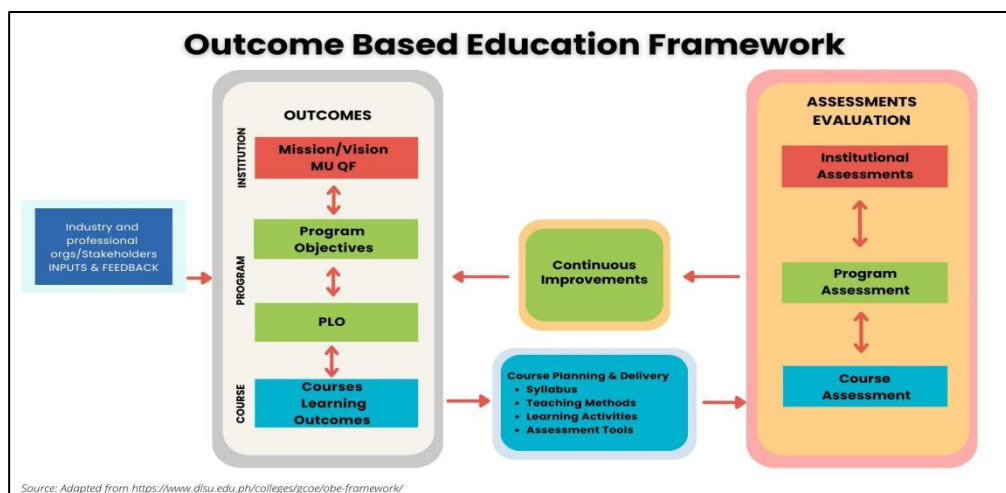 Outcome Based Education Framework
Industry and
professional
orgs/Stakeholders
INPUTS & FEEDBACK
OUTCOMES
INSTITUTION
Mission/Vision
MU QF
PROGRAM
Program
Objectives
PLO
COURSE
Courses
Learning
Outcomes
Continuous
Improvements
Course Planning & Delivery
• Syllabus
• Teaching Methods
• Learning Activities
• Assessment Tools
ASSESSMENTS
EVALUATION
Institutional
Assessments
Program
Assessment
Course
Assessment
Source: Adapted from https://www.dlsu.edu.ph/colleges/gcoe/obe-framework/